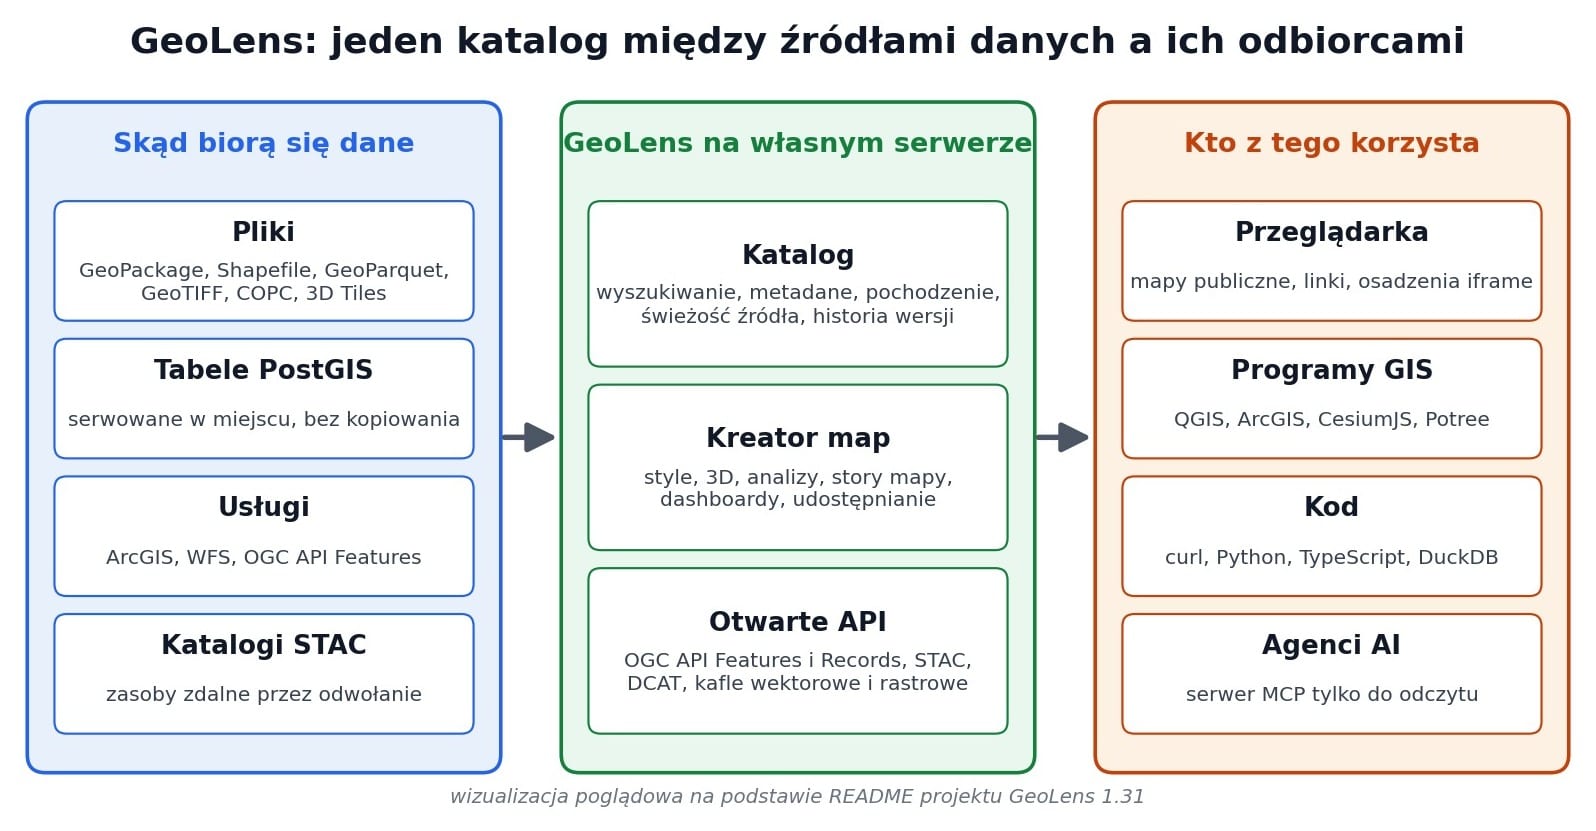 GeoLens: jeden katalog między źródłami danych a ich odbiorcami
Skąd biorą się dane
Pliki
GeoPackage, Shapefile, GeoParquet,
GeoTIFF, COPC, 3D Tiles
Tabele PostGIS
serwowane w miejscu, bez kopiowania
Usługi
ArcGIS, WFS, OGC API Features
Katalogi STAC
zasoby zdalne przez odwołanie
GeoLens na własnym serwerze
Katalog
wyszukiwanie, metadane, pochodzenie,
świeżość źródła, historia wersji
Kreator map
style, 3D, analizy, story mapy,
dashboardy, udostępnianie
Otwarte API
OGC API Features i Records, STAC,
DCAT, kafle wektorowe i rastrowe
Kto z tego korzysta
Przeglądarka
mapy publiczne, linki, osadzenia iframe
Programy GIS
QGIS, ArcGIS, CesiumJS, Potree
Kod
curl, Python, TypeScript, DuckDB
Agenci AI
serwer MCP tylko do odczytu
wizualizacja poglądowa na podstawie README projektu GeoLens 1.31